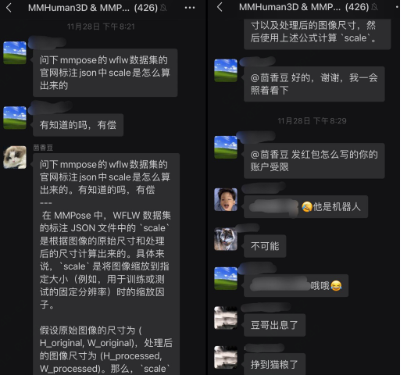 MMHuman3D & MMP... (426)
11月28日 下午 8:21
问下 mmpose的wflw数据集的
官网标注json中scale是怎么算
出来的
有知道的吗，有偿
茴香豆
问下 mmpose的wflw数据集的
官网标注json中scale是怎么算
出来的。有知道的吗，有偿
---
在 MMPose 中，WFLW 数据集
的标注 JSON 文件中的 `scale`
是根据图像的原始尺寸和处理
后的尺寸计算出来的。具体来
说，`scale` 是将图像缩放到指
定大小（例如，用于训练或测
试的固定分辨率）时的缩放因
子。
假设原始图像的尺寸为 (
H_original, W_original)，处理后
的图像尺寸为 (H_processed,
W_processed)。那么，`scale`
MMHuman3D & MMP... (426)
寸以及处理后的图像尺寸，然
后使用上述公式计算 `scale`。
@茴香豆 好的，谢谢，我一会
照着看下
11月28日 下午 8:29
@茴香豆 发红包怎么写的你的
账户受限
他是机器人
不可能
哦哦
豆哥出息了
挣到猫粮了